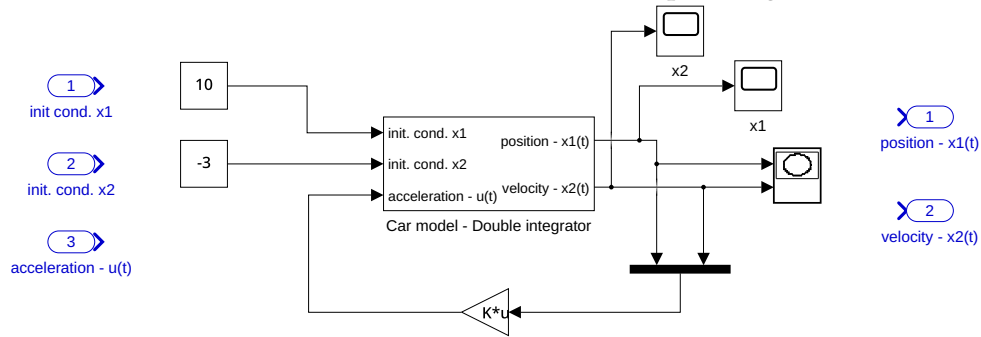 x2
1
init cond. x1
10
x1
2
init. cond. x2
-3
init. cond. x1
init. cond. x2
acceleration - u(t)
position - x1(t)
velocity - x2(t)
Car model - Double integrator
1
position - x1(t)
2
velocity - x2(t)
3
acceleration - u(t)
K*u